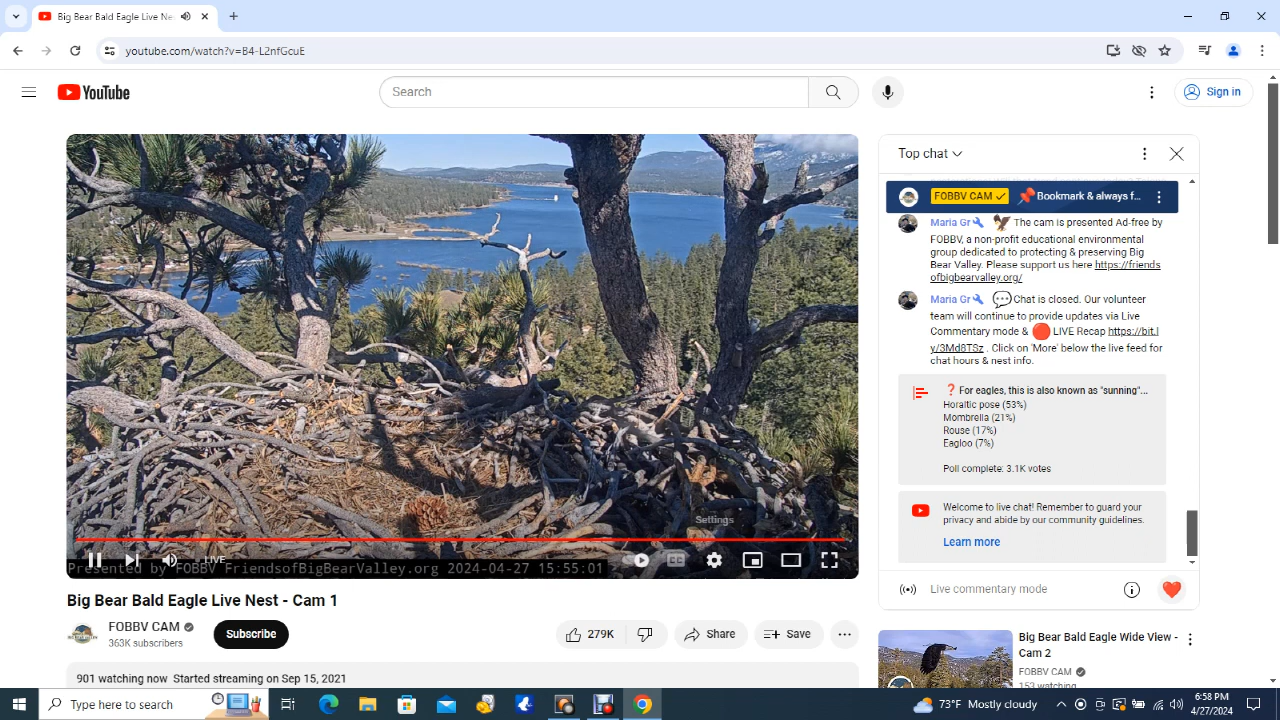 Big Bear Bald Eagle Live Ne
youtube.com/watch?v=B4-L2nfGcuE
YouTube
Search
Sign in
Top chat
FOBBV CAM
📌Bookmark & always f...
Maria Gr🔧 🦅 The cam is presented Ad-free by
FOBBV, a non-profit educational environmental
group dedicated to protecting & preserving Big
Bear Valley. Please support us here https://friends
ofbigbearvalley.org/
Maria Gr🔧 💬Chat is closed. Our volunteer
team will continue to provide updates via Live
Commentary mode & 🔴 LIVE Recap https://bit.l
y/3Md8TSz . Click on 'More' below the live feed for
chat hours & nest info.
❓For eagles, this is also known as "sunning"...
Horaltic pose (53%)
Mombrella (21%)
Rouse (17%)
Eagloo (7%)
Poll complete: 3.1K votes
Welcome to live chat! Remember to guard your
privacy and abide by our community guidelines.
Learn more
Live commentary mode
Settings
LIVE
CC
Presented by FOBBV FriendsofBigBearValley.org 2024-04-27 15:55:01
Big Bear Bald Eagle Live Nest - Cam 1
FOBBV CAM
363K subscribers
Subscribe
279K
Share
Save
901 watching now Started streaming on Sep 15, 2021
Big Bear Bald Eagle Wide View -
Cam 2
FOBBV CAM
153 watching
Type here to search
73°F Mostly cloudy
6:58 PM
4/27/2024